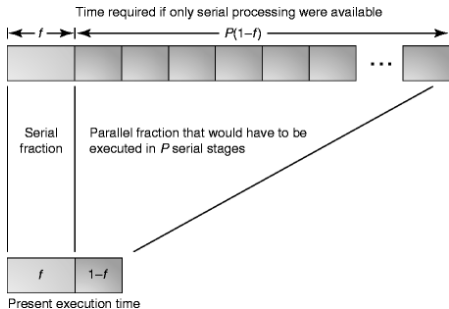 Time required if only serial processing were available
f
P(1–f)
...
Serial
fraction
Parallel fraction that would have to be
executed in P serial stages
f
1–f
Present execution time